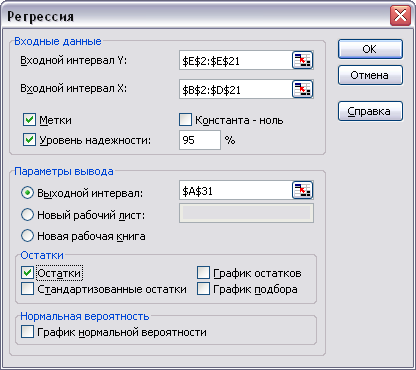 Регрессия
Входные данные
Входной интервал Y:
$E$2:$E$21
Входной интервал X:
$B$2:$D$21
Метки
Константа - ноль
Уровень надежности:
95
%
OK
Отмена
Справка
Параметры вывода
Выходной интервал:
$A$31
Новый рабочий лист:
Новая рабочая книга
Остатки
Остатки
График остатков
Стандартизованные остатки
График подбора
Нормальная вероятность
График нормальной вероятности